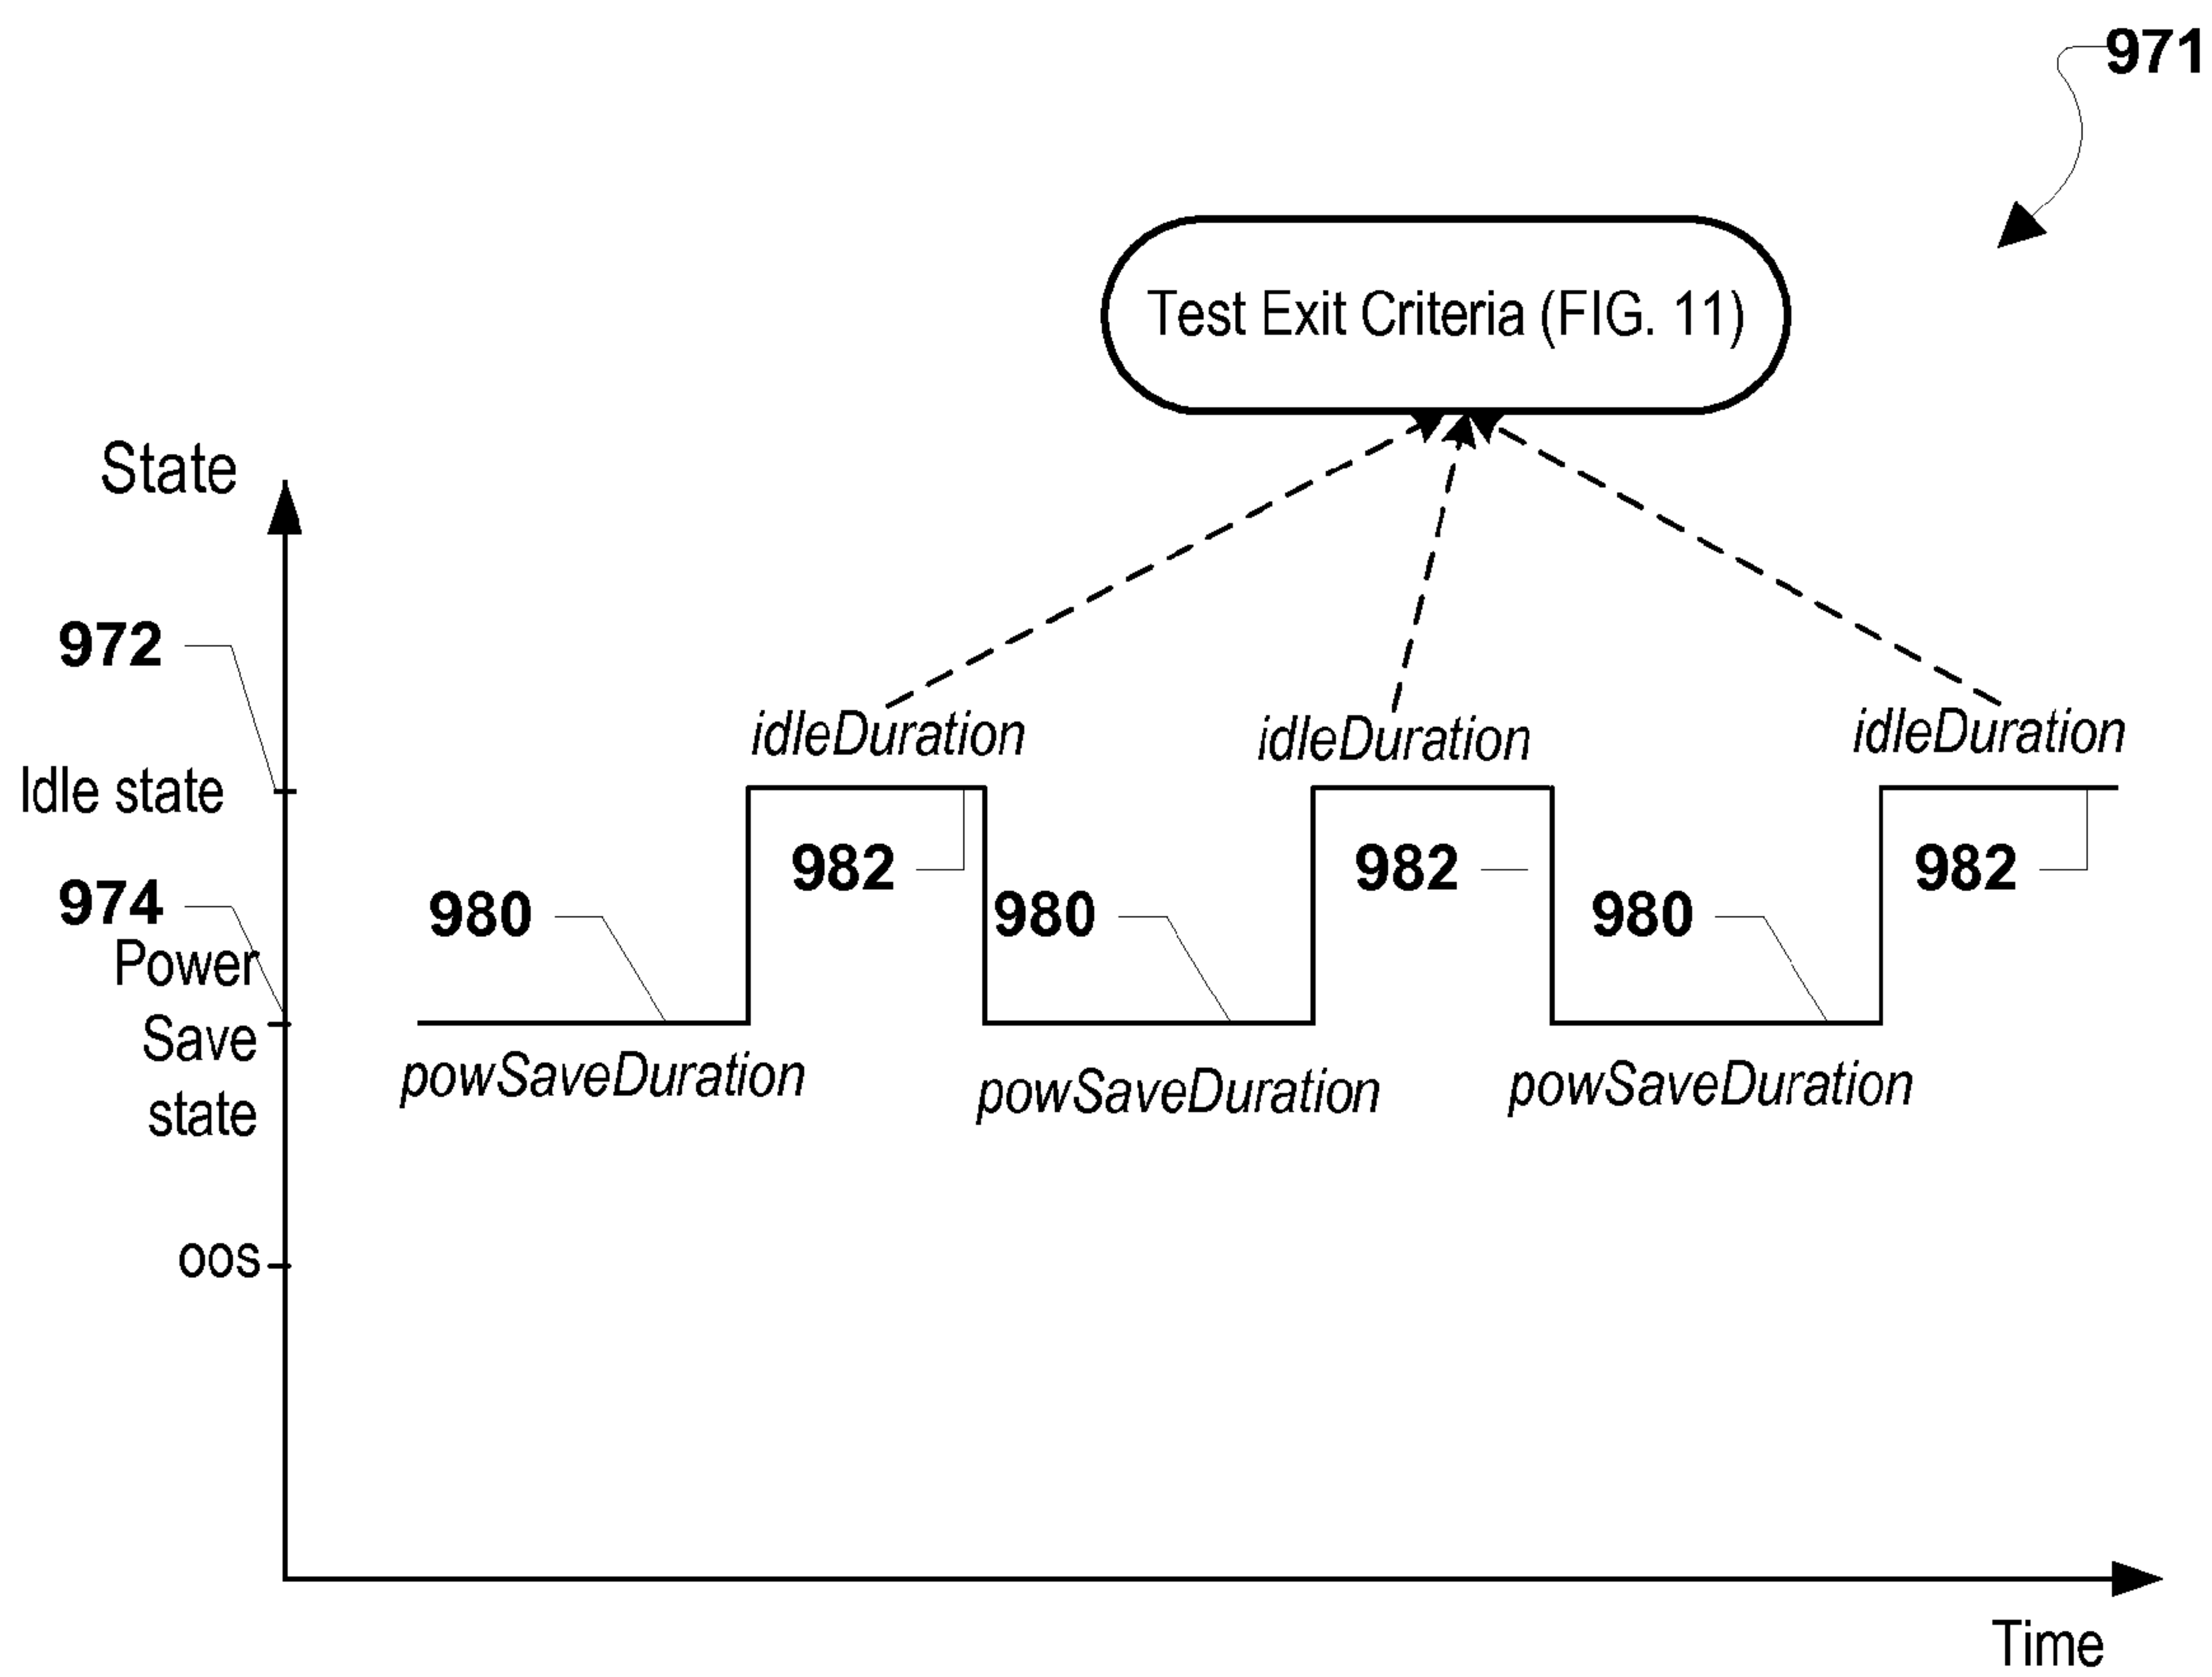 971
Test Exit Criteria (FIG. 11)
State
972
idleDuration
idleDuration
idleDuration
Idle state
982
982
982
974
980
980
980
Power
Save
state
powSaveDuration
powSaveDuration
powSaveDuration
oos
Time